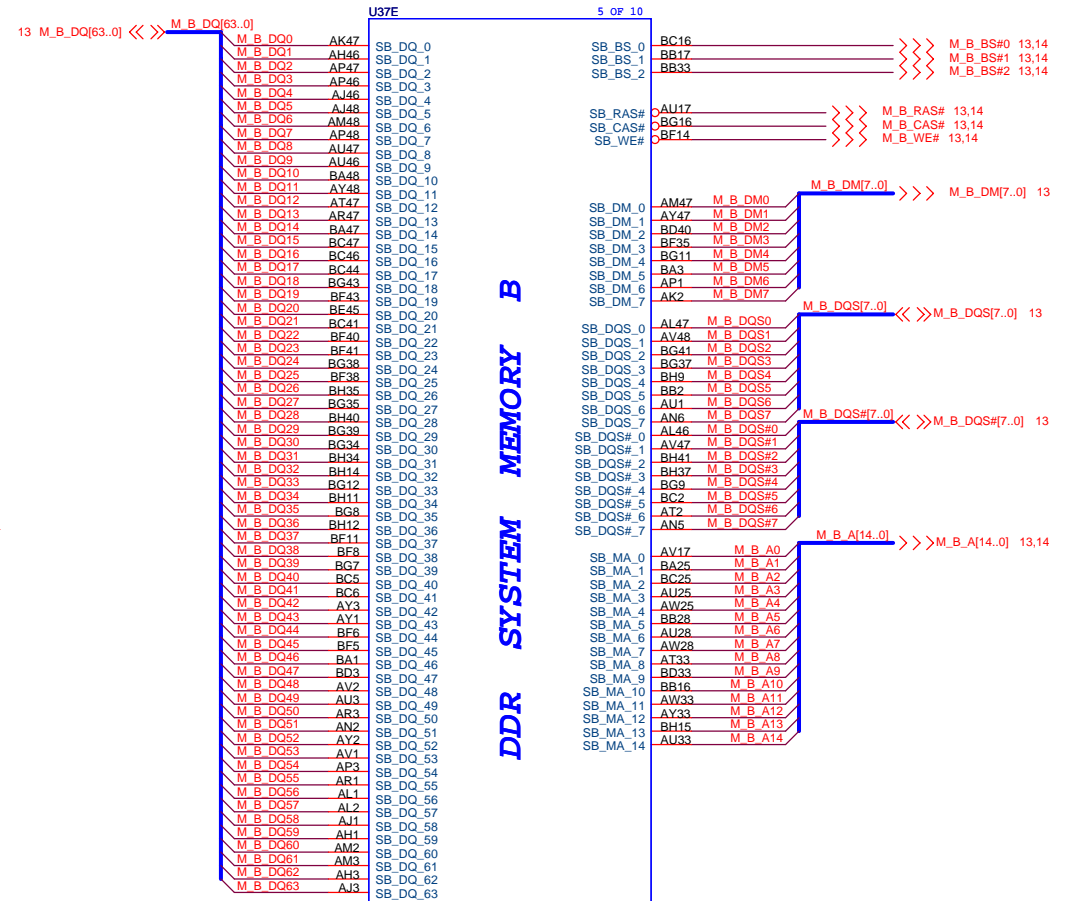 U37E 5 OF 10
13 M_B_DQ[63..0] M_B_DQ[63..0]
M_B_DQ0 AK47 SB_DQ_0
M_B_DQ1 AH46 SB_DQ_1
M_B_DQ2 AP47 SB_DQ_2
M_B_DQ3 AP46 SB_DQ_3
M_B_DQ4 AJ46 SB_DQ_4
M_B_DQ5 AJ48 SB_DQ_5
M_B_DQ6 AM48 SB_DQ_6
M_B_DQ7 AP48 SB_DQ_7
M_B_DQ8 AU47 SB_DQ_8
M_B_DQ9 AU46 SB_DQ_9
M_B_DQ10 BA48 SB_DQ_10
M_B_DQ11 AY48 SB_DQ_11
M_B_DQ12 AT47 SB_DQ_12
M_B_DQ13 AR47 SB_DQ_13
M_B_DQ14 BA47 SB_DQ_14
M_B_DQ15 BC47 SB_DQ_15
M_B_DQ16 BC46 SB_DQ_16
M_B_DQ17 BC44 SB_DQ_17
M_B_DQ18 BG43 SB_DQ_18
M_B_DQ19 BF43 SB_DQ_19
M_B_DQ20 BE45 SB_DQ_20
M_B_DQ21 BC41 SB_DQ_21
M_B_DQ22 BF40 SB_DQ_22
M_B_DQ23 BF41 SB_DQ_23
M_B_DQ24 BG38 SB_DQ_24
M_B_DQ25 BF38 SB_DQ_25
M_B_DQ26 BH35 SB_DQ_26
M_B_DQ27 BG35 SB_DQ_27
M_B_DQ28 BH40 SB_DQ_28
M_B_DQ29 BG39 SB_DQ_29
M_B_DQ30 BG34 SB_DQ_30
M_B_DQ31 BH34 SB_DQ_31
M_B_DQ32 BH14 SB_DQ_32
M_B_DQ33 BG12 SB_DQ_33
M_B_DQ34 BH11 SB_DQ_34
M_B_DQ35 BG8 SB_DQ_35
M_B_DQ36 BH12 SB_DQ_36
M_B_DQ37 BF11 SB_DQ_37
M_B_DQ38 BF8 SB_DQ_38
M_B_DQ39 BG7 SB_DQ_39
M_B_DQ40 BC5 SB_DQ_40
M_B_DQ41 BC6 SB_DQ_41
M_B_DQ42 AY3 SB_DQ_42
M_B_DQ43 AY1 SB_DQ_43
M_B_DQ44 BF6 SB_DQ_44
M_B_DQ45 BF5 SB_DQ_45
M_B_DQ46 BA1 SB_DQ_46
M_B_DQ47 BD3 SB_DQ_47
M_B_DQ48 AV2 SB_DQ_48
M_B_DQ49 AU3 SB_DQ_49
M_B_DQ50 AR3 SB_DQ_50
M_B_DQ51 AN2 SB_DQ_51
M_B_DQ52 AY2 SB_DQ_52
M_B_DQ53 AV1 SB_DQ_53
M_B_DQ54 AP3 SB_DQ_54
M_B_DQ55 AR1 SB_DQ_55
M_B_DQ56 AL1 SB_DQ_56
M_B_DQ57 AL2 SB_DQ_57
M_B_DQ58 AJ1 SB_DQ_58
M_B_DQ59 AH1 SB_DQ_59
M_B_DQ60 AM2 SB_DQ_60
M_B_DQ61 AM3 SB_DQ_61
M_B_DQ62 AH3 SB_DQ_62
M_B_DQ63 AJ3 SB_DQ_63
DDR SYSTEM MEMORY B
SB_BS_0 BC16 M_B_BS#0 13,14
SB_BS_1 BB17 M_B_BS#1 13,14
SB_BS_2 BB33 M_B_BS#2 13,14
SB_RAS# AU17 M_B_RAS# 13,14
SB_CAS# BG16 M_B_CAS# 13,14
SB_WE# BF14 M_B_WE# 13,14
M_B_DM[7..0] M_B_DM[7..0] 13
SB_DM_0 AM47 M_B_DM0
SB_DM_1 AY47 M_B_DM1
SB_DM_2 BD40 M_B_DM2
SB_DM_3 BF35 M_B_DM3
SB_DM_4 BG11 M_B_DM4
SB_DM_5 BA3 M_B_DM5
SB_DM_6 AP1 M_B_DM6
SB_DM_7 AK2 M_B_DM7
M_B_DQS[7..0] M_B_DQS[7..0] 13
SB_DQS_0 AL47 M_B_DQS0
SB_DQS_1 AV48 M_B_DQS1
SB_DQS_2 BG41 M_B_DQS2
SB_DQS_3 BG37 M_B_DQS3
SB_DQS_4 BH9 M_B_DQS4
SB_DQS_5 BB2 M_B_DQS5
SB_DQS_6 AU1 M_B_DQS6
SB_DQS_7 AN6 M_B_DQS7
M_B_DQS#[7..0] M_B_DQS#[7..0] 13
SB_DQS#_0 AL46 M_B_DQS#0
SB_DQS#_1 AV47 M_B_DQS#1
SB_DQS#_2 BH41 M_B_DQS#2
SB_DQS#_3 BH37 M_B_DQS#3
SB_DQS#_4 BG9 M_B_DQS#4
SB_DQS#_5 BC2 M_B_DQS#5
SB_DQS#_6 AT2 M_B_DQS#6
SB_DQS#_7 AN5 M_B_DQS#7
M_B_A[14..0] M_B_A[14..0] 13,14
SB_MA_0 AV17 M_B_A0
SB_MA_1 BA25 M_B_A1
SB_MA_2 BC25 M_B_A2
SB_MA_3 AU25 M_B_A3
SB_MA_4 AW25 M_B_A4
SB_MA_5 BB28 M_B_A5
SB_MA_6 AU28 M_B_A6
SB_MA_7 AW28 M_B_A7
SB_MA_8 AT33 M_B_A8
SB_MA_9 BD33 M_B_A9
SB_MA_10 BB16 M_B_A10
SB_MA_11 AW33 M_B_A11
SB_MA_12 AY33 M_B_A12
SB_MA_13 BH15 M_B_A13
SB_MA_14 AU33 M_B_A14